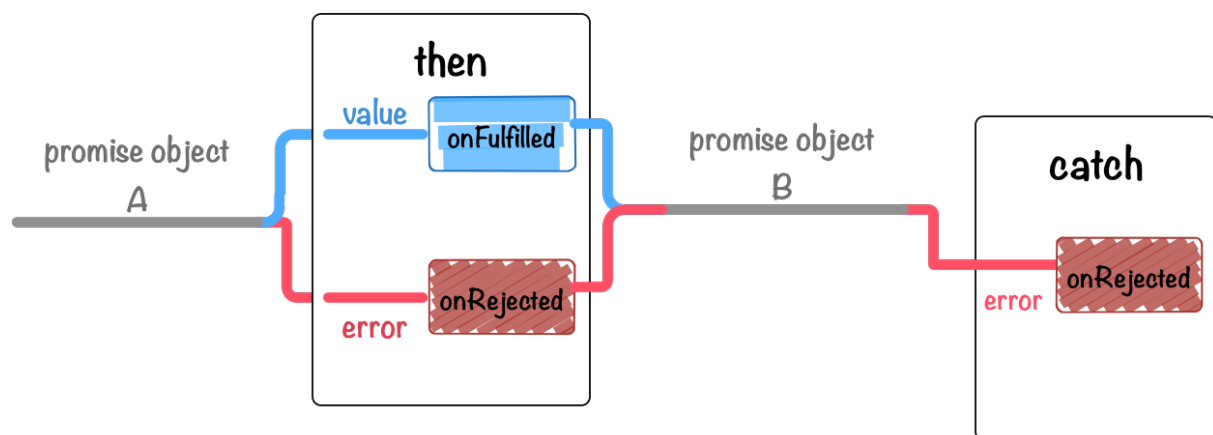 promise object
A
then
value
onFulfilled
error
onRejected
promise object
B
catch
error
onRejected